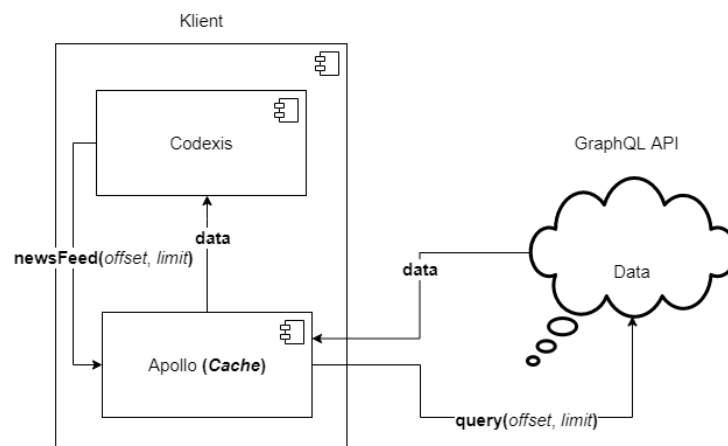 Klient
Codexis
GraphQL API
data
newsFeed(offset, limit)
data
Data
Apollo (Cache)
query(offset, limit)